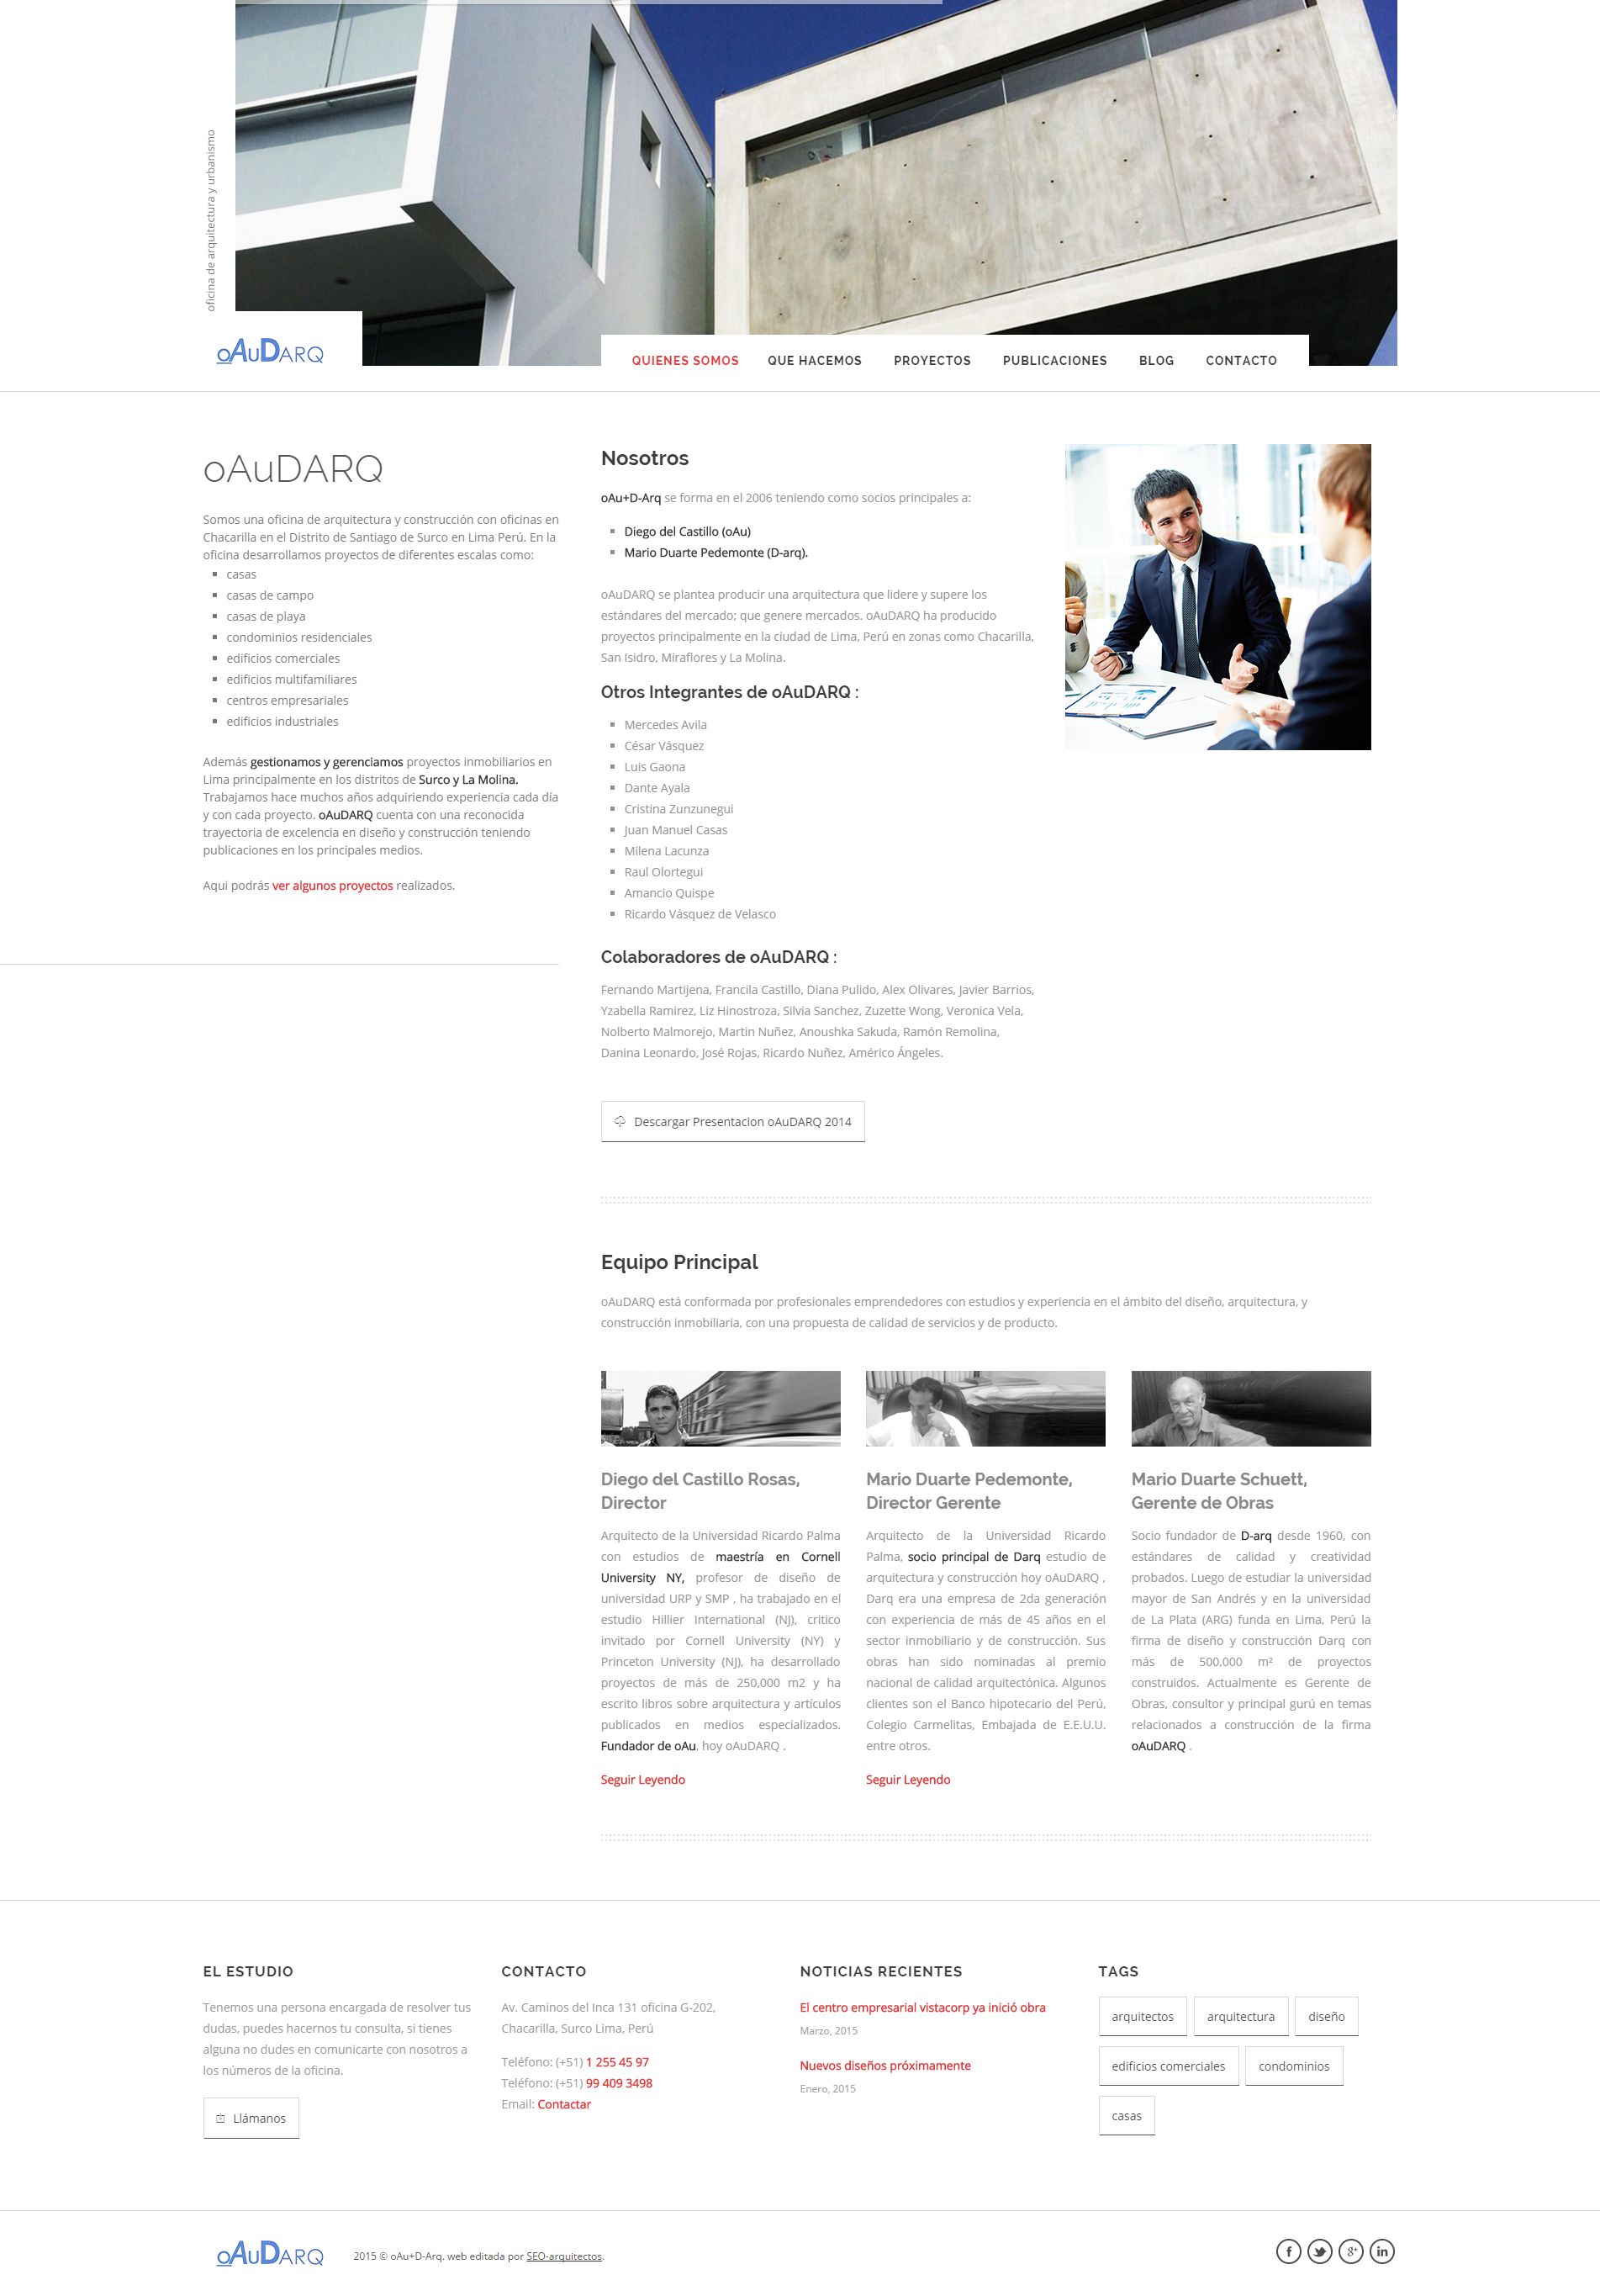 oficina de arquitectura y urbanismo
oAuDARQ
QUIENES SOMOS QUE HACEMOS PROYECTOS PUBLICACIONES BLOG CONTACTO
oAuDARQ
Somos una oficina de arquitectura y construcción con oficinas en
Chacarilla en el Distrito de Santiago de Surco en Lima Perú. En la
oficina desarrollamos proyectos de diferentes escalas como:
casas
casas de campo
casas de playa
condominios residenciales
edificios comerciales
edificios multifamiliares
centros empresariales
edificios industriales
Además gestionamos y gerenciamos proyectos inmobiliarios en
Lima principalmente en los distritos de Surco y La Molina.
Trabajamos hace muchos años adquiriendo experiencia cada día
y con cada proyecto. oAuDARQ cuenta con una reconocida
trayectoria de excelencia en diseño y construcción teniendo
publicaciones en los principales medios.
Aqui podrás ver algunos proyectos realizados.
Nosotros
oAu+D-Arq se forma en el 2006 teniendo como socios principales a:
Diego del Castillo (oAu)
Mario Duarte Pedemonte (D-arq).
oAuDARQ se plantea producir una arquitectura que lidere y supere los
estándares del mercado; que genere mercados. oAuDARQ ha producido
proyectos principalmente en la ciudad de Lima, Perú en zonas como Chacarilla,
San Isidro, Miraflores y La Molina.
Otros Integrantes de oAuDARQ :
Mercedes Avila
César Vásquez
Luis Gaona
Dante Ayala
Cristina Zunzunegui
Juan Manuel Casas
Milena Lacunza
Raul Olortegui
Amancio Quispe
Ricardo Vásquez de Velasco
Colaboradores de oAuDARQ :
Fernando Martijena, Francila Castillo, Diana Pulido, Alex Olivares, Javier Barrios,
Yzabella Ramirez, Liz Hinostroza, Silvia Sanchez, Zuzette Wong, Veronica Vela,
Nolberto Malmorejo, Martin Nuñez, Anoushka Sakuda, Ramón Remolina,
Danina Leonardo, José Rojas, Ricardo Nuñez, Américo Ángeles.
Descargar Presentacion oAuDARQ 2014
Equipo Principal
oAuDARQ está conformada por profesionales emprendedores con estudios y experiencia en el ámbito del diseño, arquitectura, y
construcción inmobiliaria, con una propuesta de calidad de servicios y de producto.
Diego del Castillo Rosas,
Director
Arquitecto de la Universidad Ricardo Palma
con estudios de maestría en Cornell
University NY, profesor de diseño de
universidad URP y SMP , ha trabajado en el
estudio Hillier International (NJ), critico
invitado por Cornell University (NY) y
Princeton University (NJ), ha desarrollado
proyectos de más de 250,000 m2 y ha
escrito libros sobre arquitectura y artículos
publicados en medios especializados.
Fundador de oAu, hoy oAuDARQ .
Seguir Leyendo
Mario Duarte Pedemonte,
Director Gerente
Arquitecto de la Universidad Ricardo
Palma, socio principal de Darq estudio de
arquitectura y construcción hoy oAuDARQ ,
Darq era una empresa de 2da generación
con experiencia de más de 45 años en el
sector inmobiliario y de construcción. Sus
obras han sido nominadas al premio
nacional de calidad arquitectónica. Algunos
clientes son el Banco hipotecario del Perú,
Colegio Carmelitas, Embajada de E.E.U.U.
entre otros.
Seguir Leyendo
Mario Duarte Schuett,
Gerente de Obras
Socio fundador de D-arq desde 1960, con
estándares de calidad y creatividad
probados. Luego de estudiar la universidad
mayor de San Andrés y en la universidad
de La Plata (ARG) funda en Lima, Perú la
firma de diseño y construcción Darq con
más de 500,000 m² de proyectos
construidos. Actualmente es Gerente de
Obras, consultor y principal gurú en temas
relacionados a construcción de la firma
oAuDARQ .
EL ESTUDIO
Tenemos una persona encargada de resolver tus
dudas, puedes hacernos tu consulta, si tienes
alguna no dudes en comunicarte con nosotros a
los números de la oficina.
Llámanos
CONTACTO
Av. Caminos del Inca 131 oficina G-202,
Chacarilla, Surco Lima, Perú
Teléfono: (+51) 1 255 45 97
Teléfono: (+51) 99 409 3498
Email: Contactar
NOTICIAS RECIENTES
El centro empresarial vistacorp ya inició obra
Marzo, 2015
Nuevos diseños próximamente
Enero, 2015
TAGS
arquitectos arquitectura diseño
edificios comerciales condominios
casas
oAuDARQ
2015 © oAu+D-Arq. web editada por SEO-arquitectos.